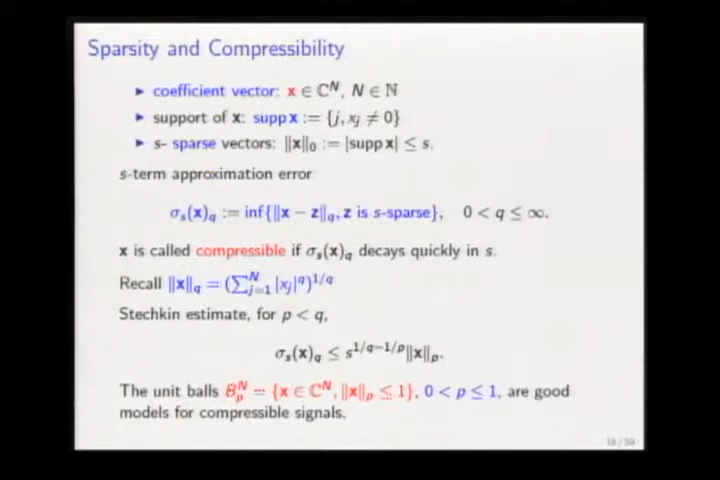 Sparsity and Compressibility
▶ coefficient vector: x ∈ ℂ^N, N ∈ ℕ
▶ support of x: supp x := {j, x_j ≠ 0}
▶ s- sparse vectors: ‖x‖_0 := |supp x| ≤ s.
s-term approximation error
σ_s(x)_q := inf{‖x − z‖_q, z is s-sparse}, 0 < q ≤ ∞.
x is called compressible if σ_s(x)_q decays quickly in s.
Recall ‖x‖_q = (∑_{j=1}^N |x_j|^q)^{1/q}
Stechkin estimate, for p < q,
σ_s(x)_q ≤ s^{1/q−1/p}‖x‖_p.
The unit balls B_p^N = {x ∈ ℂ^N, ‖x‖_p ≤ 1}, 0 < p ≤ 1, are good
models for compressible signals.